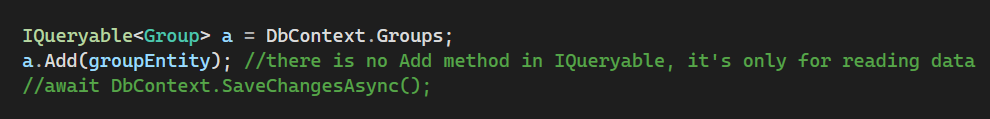 IQueryable<Group> a = DbContext.Groups;
a.Add(groupEntity); //there is no Add method in IQueryable, it's only for reading data
//await DbContext.SaveChangesAsync();